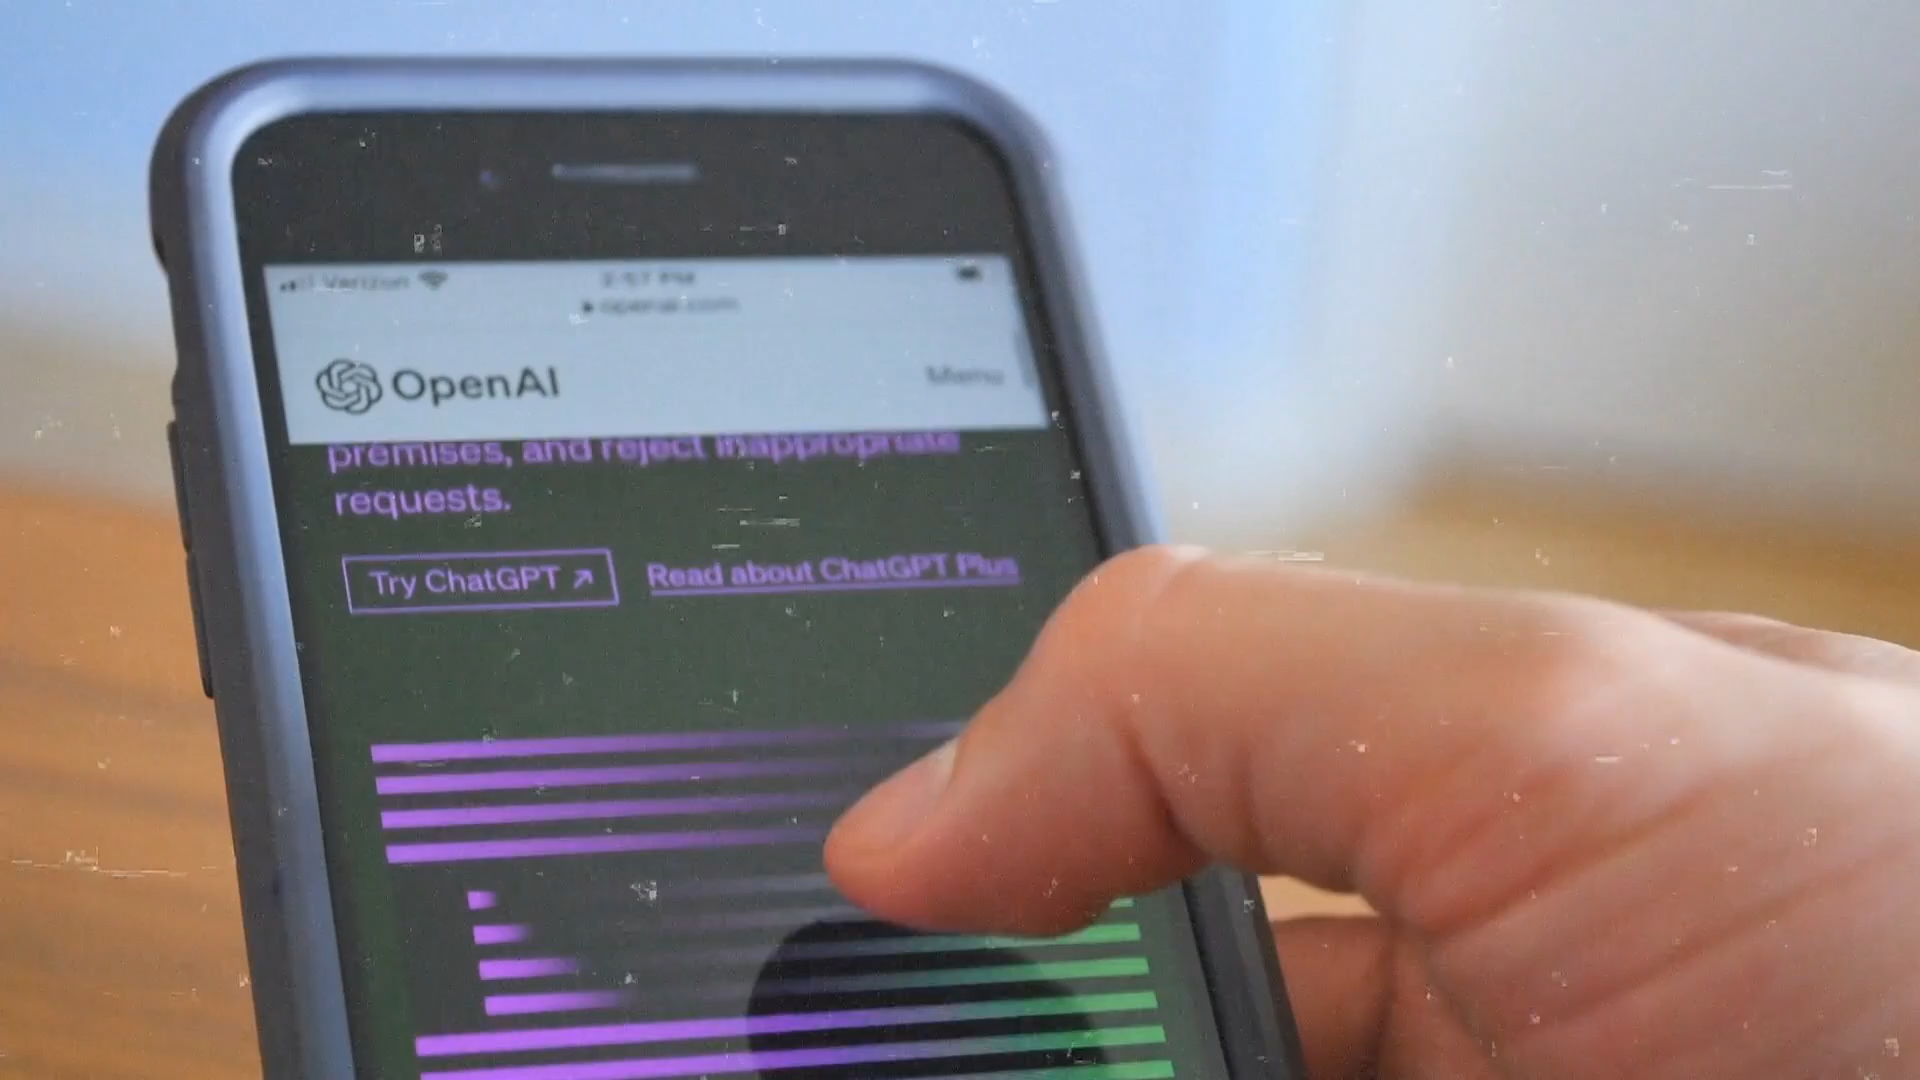 Verizon
2:57 PM
openai.com
OpenAI
Menu
premises, and reject inappropriate
requests.
Try ChatGPT ↗
Read about ChatGPT Plus